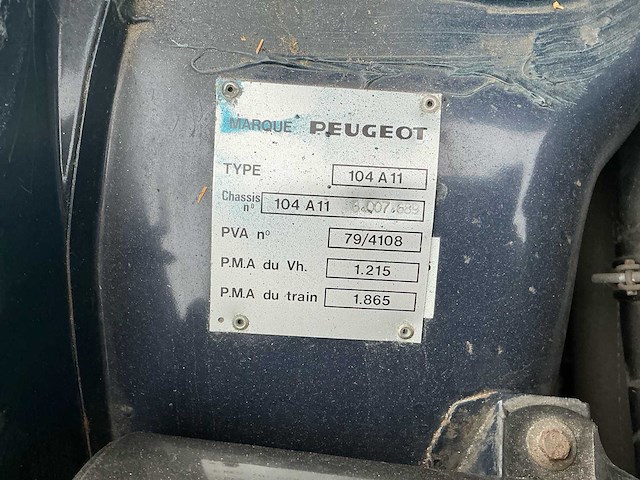 MARQUE PEUGEOT
TYPE 104 A11
Chassis
n° 104 A11
PVA n° 79/4108
P.M.A du Vh. 1.215
P.M.A du train 1.865